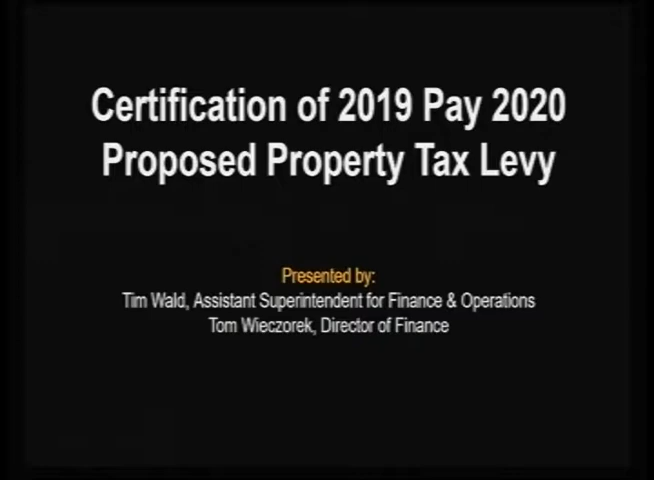 Certification of 2019 Pay 2020
Proposed Property Tax Levy
Presented by:
Tim Wald, Assistant Superintendent for Finance & Operations
Tom Wieczorek, Director of Finance